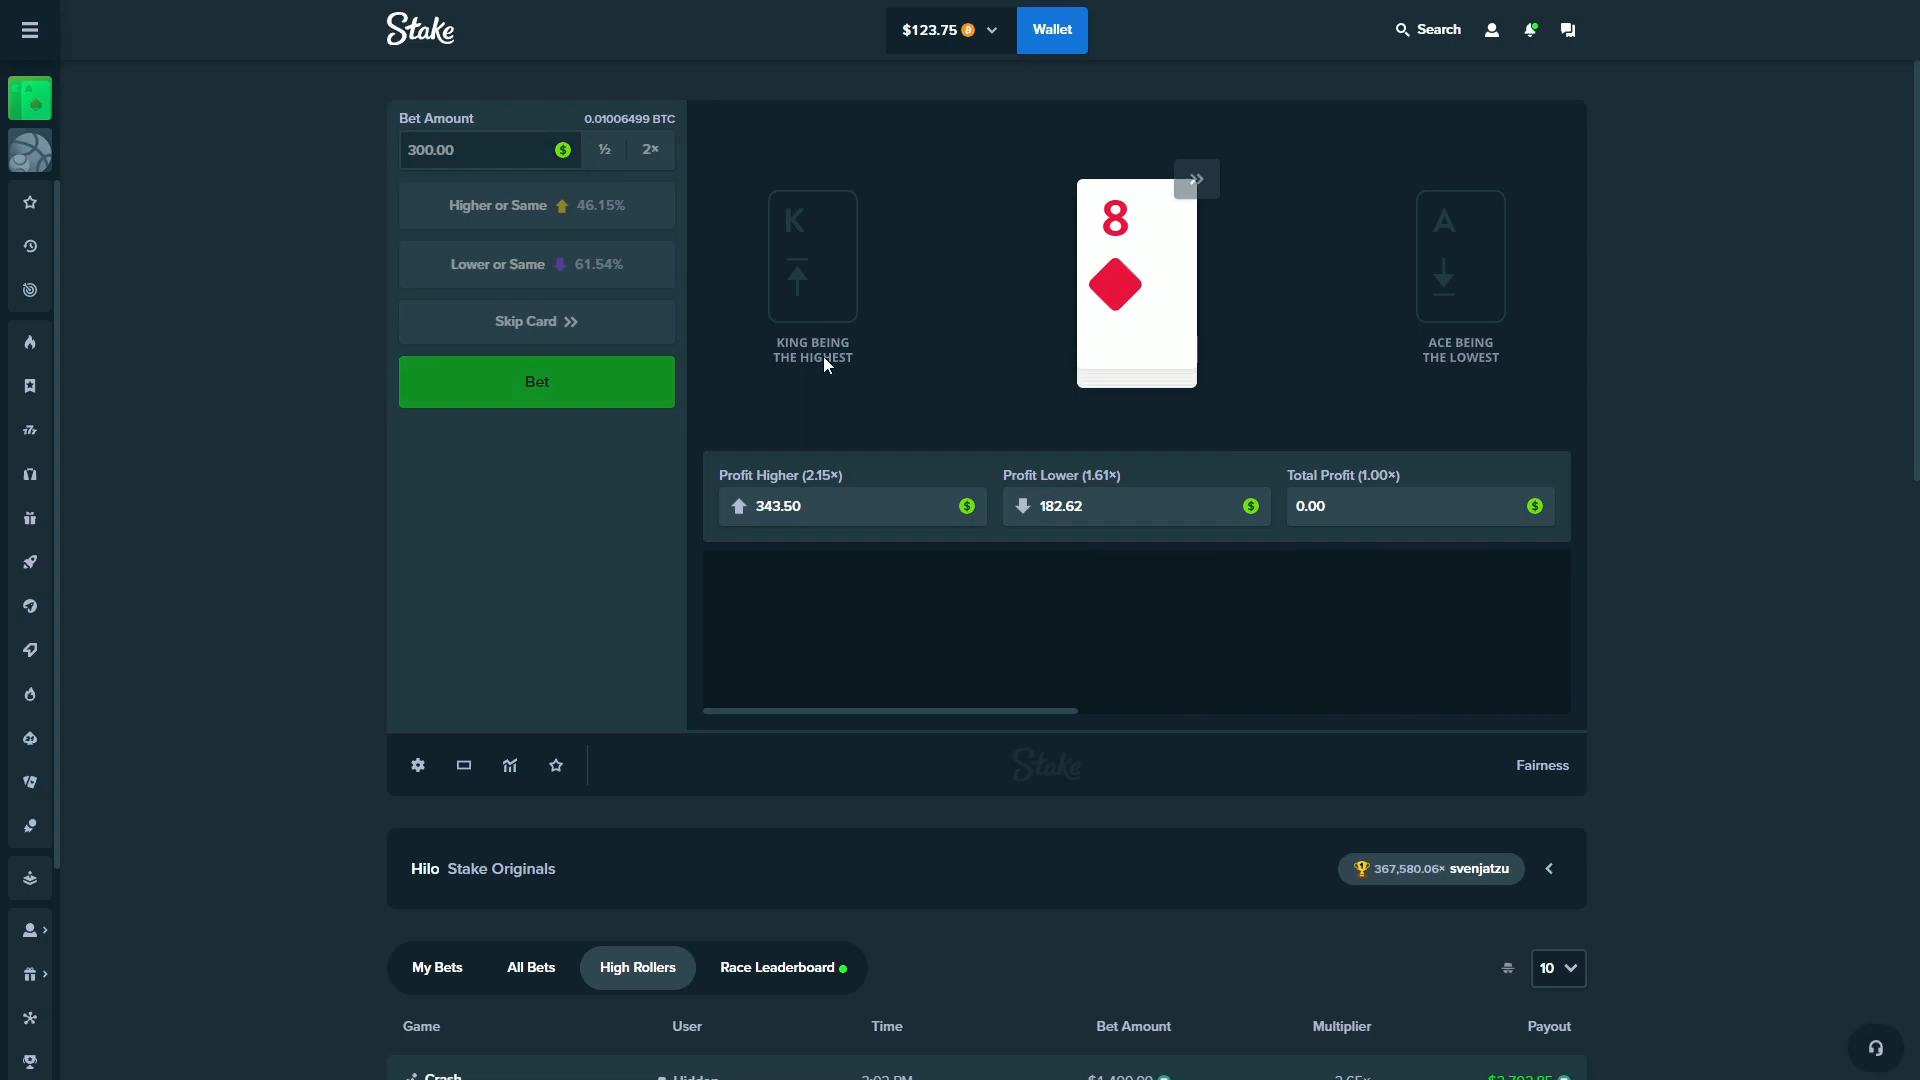 Stake
$123.75
Wallet
Search
Bet Amount
0.01006499 BTC
300.00
½
2×
Higher or Same 46.15%
Lower or Same 61.54%
Skip Card
Bet
K
KING BEING
THE HIGHEST
8
A
ACE BEING
THE LOWEST
Profit Higher (2.15×)
343.50
Profit Lower (1.61×)
182.62
Total Profit (1.00×)
0.00
Stake
Fairness
Hilo Stake Originals
367,580.06× svenjatzu
My Bets
All Bets
High Rollers
Race Leaderboard
10
Game
User
Time
Bet Amount
Multiplier
Payout
Crash
Hidden